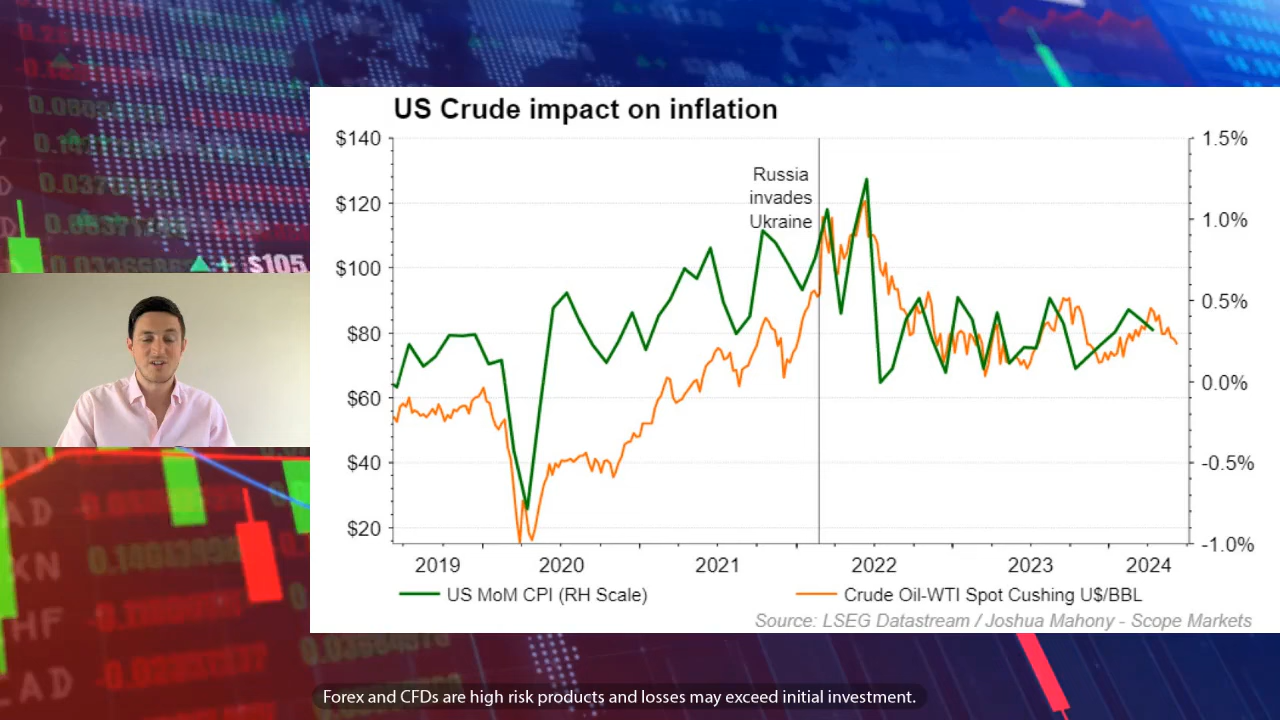 $105
US Crude impact on inflation
$140
$120
$100
$80
$60
$40
$20
Russia
invades
Ukraine
1.5%
1.0%
0.5%
0.0%
-0.5%
-1.0%
2019 2020 2021 2022 2023 2024
US MoM CPI (RH Scale) Crude Oil-WTI Spot Cushing U$/BBL
Source: LSEG Datastream / Joshua Mahony - Scope Markets
Forex and CFDs are high risk products and losses may exceed initial investment.